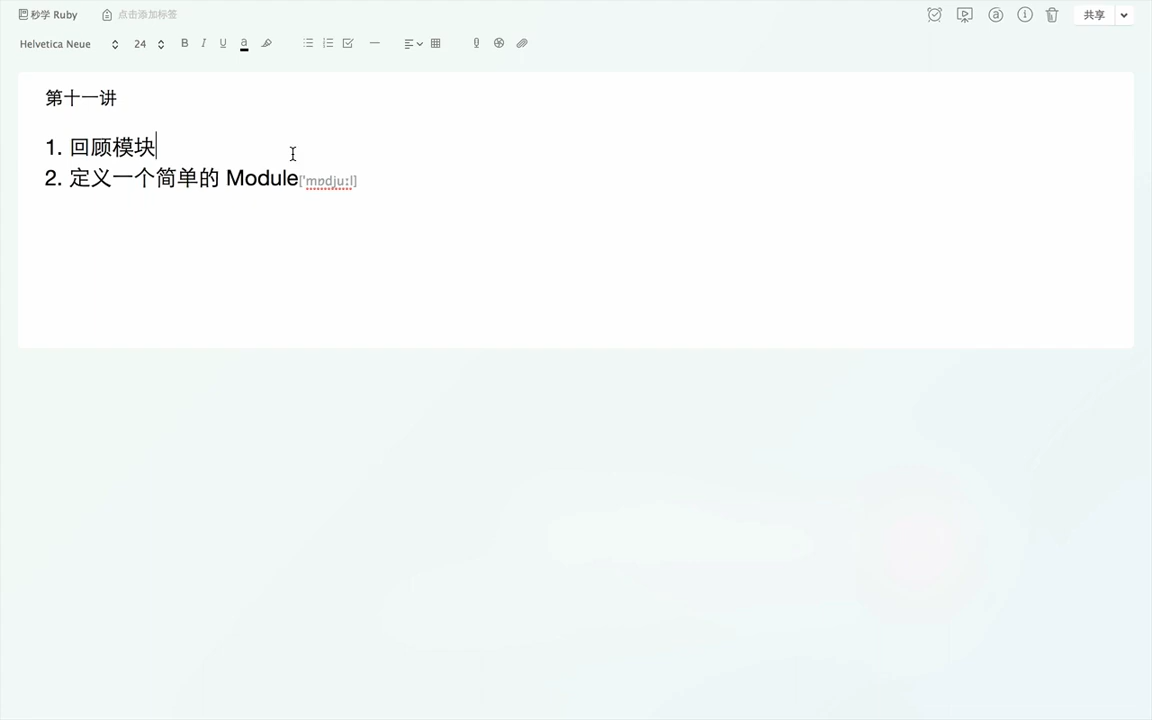 秒学 Ruby 点击添加标签 共享
Helvetica Neue 24 B I U a
第十一讲
1. 回顾模块
2. 定义一个简单的 Module['mɒdju:l]